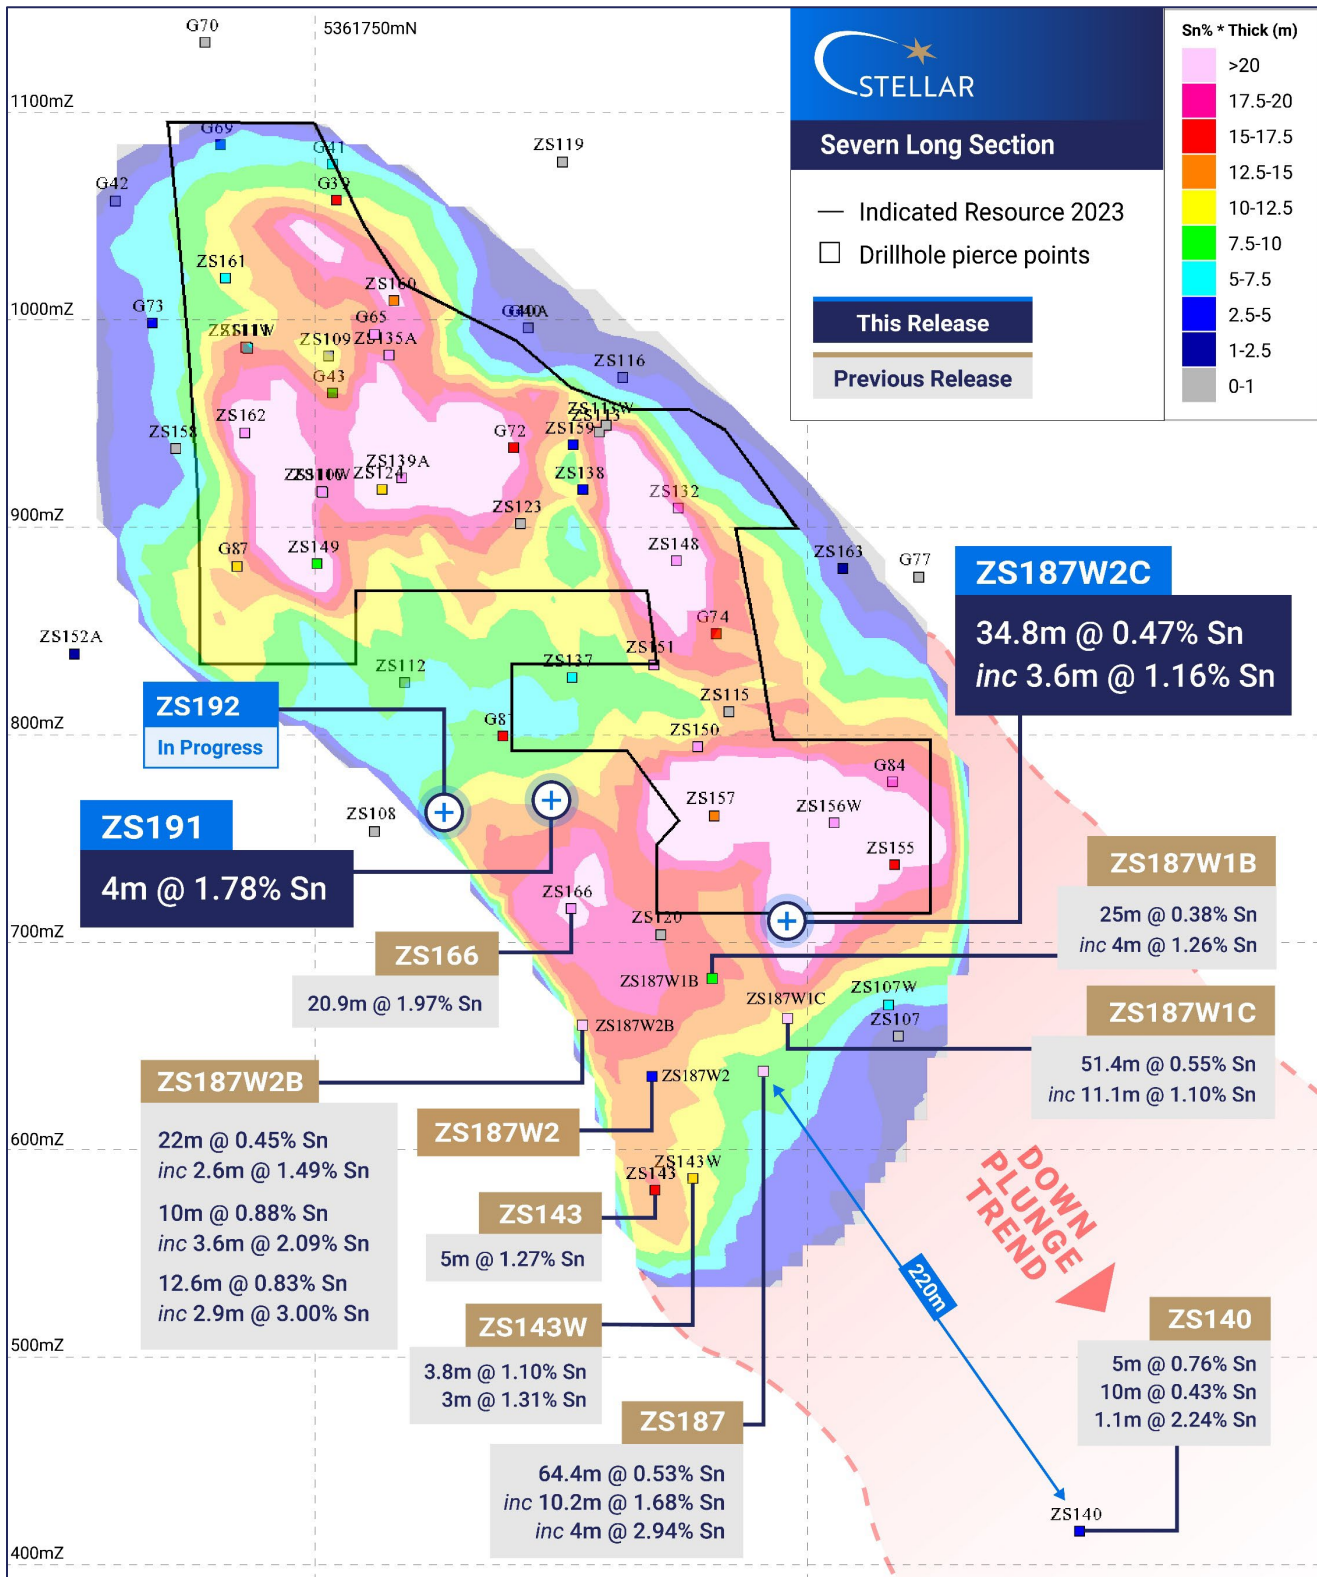 G70
5361750mN
STELLAR
Severn Long Section
Indicated Resource 2023
Drillhole pierce points
This Release
Previous Release
Sn% * Thick (m)
>20
17.5-20
15-17.5
12.5-15
10-12.5
7.5-10
5-7.5
2.5-5
1-2.5
0-1
1100mZ
G69
G41
ZS119
G42
G39
ZS161
ZS160
1000mZ
G73
G65
G40A
ZS111W
ZS109
ZS135A
ZS116
G43
ZS162
ZS113W
ZS113
ZS158
G72
ZS159
ZS139A
ZS124
ZS138
ZS132
ZS123
900mZ
G87
ZS149
ZS148
ZS163
G77
ZS187W2C
34.8m @ 0.47% Sn
inc 3.6m @ 1.16% Sn
ZS152A
G74
ZS151
ZS112
ZS137
ZS115
800mZ
ZS192
In Progress
ZS150
G84
ZS108
ZS157
ZS156W
ZS191
4m @ 1.78% Sn
ZS155
ZS166
ZS120
700mZ
ZS166
20.9m @ 1.97% Sn
ZS187W1B
25m @ 0.38% Sn
inc 4m @ 1.26% Sn
ZS187W1B
ZS187W1C
ZS107W
ZS107
ZS187W2B
ZS187W1C
51.4m @ 0.55% Sn
inc 11.1m @ 1.10% Sn
ZS187W2
ZS187W2B
22m @ 0.45% Sn
inc 2.6m @ 1.49% Sn
10m @ 0.88% Sn
inc 3.6m @ 2.09% Sn
12.6m @ 0.83% Sn
inc 2.9m @ 3.00% Sn
ZS187W2
600mZ
ZS143W
ZS143
ZS143
5m @ 1.27% Sn
DOWN
PLUNGE
TREND
220m
ZS143W
3.8m @ 1.10% Sn
3m @ 1.31% Sn
500mZ
ZS140
5m @ 0.76% Sn
10m @ 0.43% Sn
1.1m @ 2.24% Sn
ZS187
64.4m @ 0.53% Sn
inc 10.2m @ 1.68% Sn
inc 4m @ 2.94% Sn
ZS140
400mZ